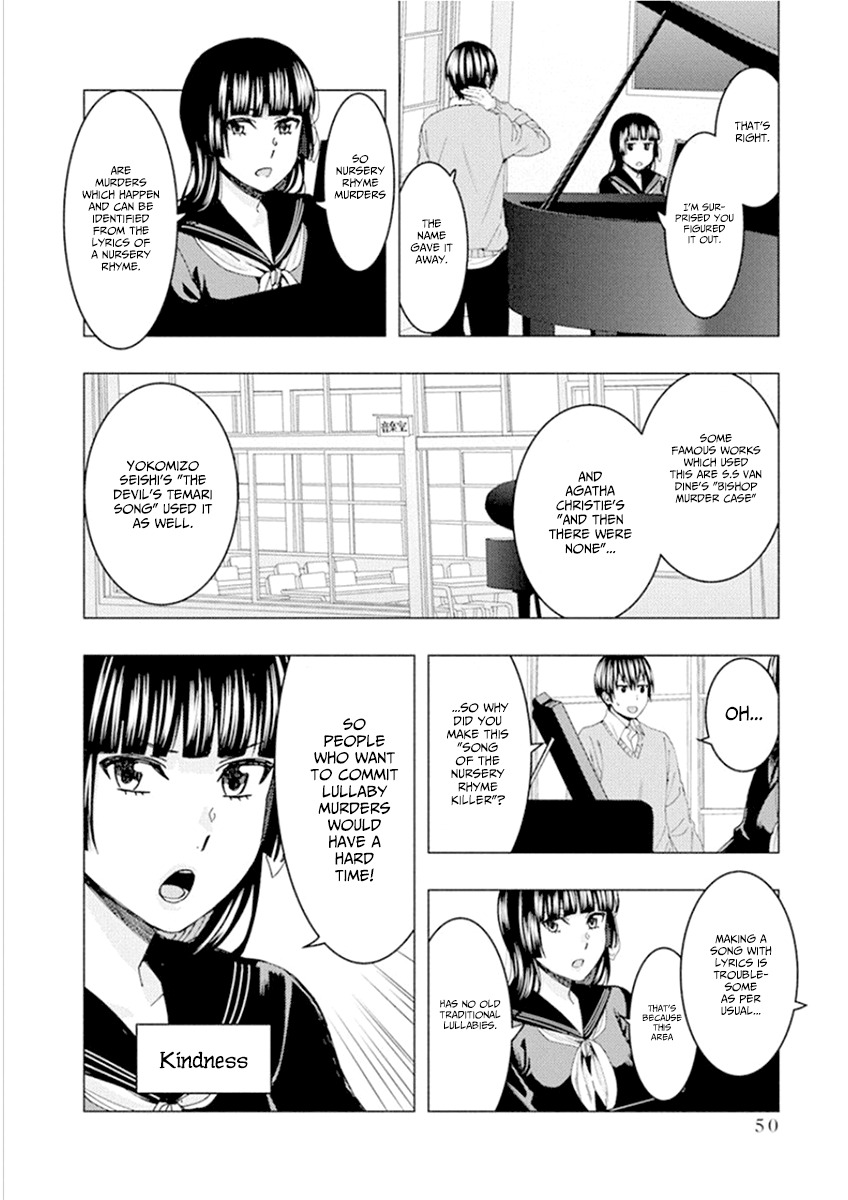 THAT'S
RIGHT.
I'M SUR-
PRISED YOU
FIGURED
IT OUT.
THE
NAME
GAVE IT
AWAY.
SO
NURSERY
RHYME
MURDERS
ARE
MURDERS
WHICH HAPPEN
AND CAN BE
IDENTIFIED
FROM THE
LYRICS OF
A NURSERY
RHYME.
SOME
FAMOUS WORKS
WHICH USED
THIS ARE S.S VAN
DINE'S "BISHOP
MURDER CASE"
AND
AGATHA
CHRISTIE'S
"AND THEN
THERE WERE
NONE"...
音楽室
YOKOMIZO
SEISHI'S "THE
DEVIL'S TEMARI
SONG" USED IT
AS WELL.
OH...
...SO WHY
DID YOU
MAKE THIS
"SONG
OF THE
NURSERY
RHYME
KILLER"?
MAKING A
SONG WITH
LYRICS IS
TROUBLE-
SOME
AS PER
USUAL...
THAT'S
BECAUSE
THIS
AREA
HAS NO OLD
TRADITIONAL
LULLABIES.
SO
PEOPLE
WHO WANT
TO COMMIT
LULLABY
MURDERS
WOULD
HAVE A
HARD
TIME!
Kindness
50